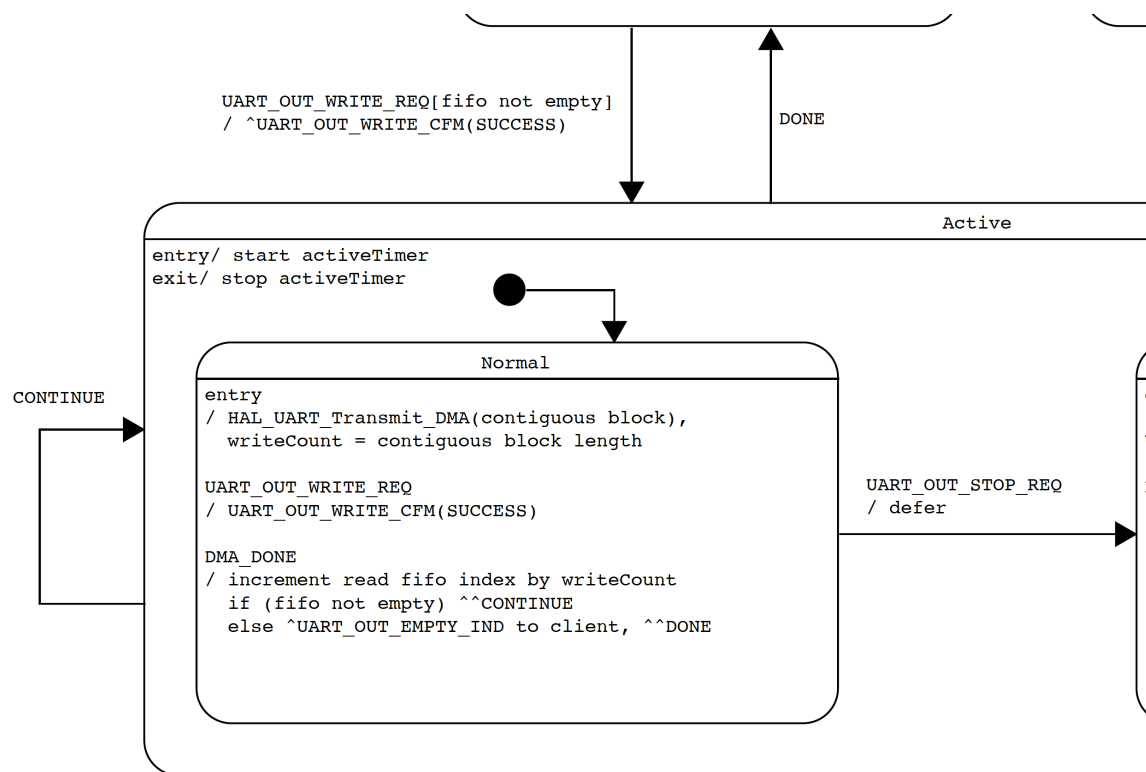 UART_OUT_WRITE_REQ[fifo not empty]
/ ^UART_OUT_WRITE_CFM(SUCCESS)
DONE
Active
entry/ start activeTimer
exit/ stop activeTimer
Normal
CONTINUE
entry
/ HAL_UART_Transmit_DMA(contiguous block),
writeCount = contiguous block length
UART_OUT_WRITE_REQ
/ UART_OUT_WRITE_CFM(SUCCESS)
DMA_DONE
/ increment read fifo index by writeCount
if (fifo not empty) ^^CONTINUE
else ^UART_OUT_EMPTY_IND to client, ^^DONE
UART_OUT_STOP_REQ
/ defer